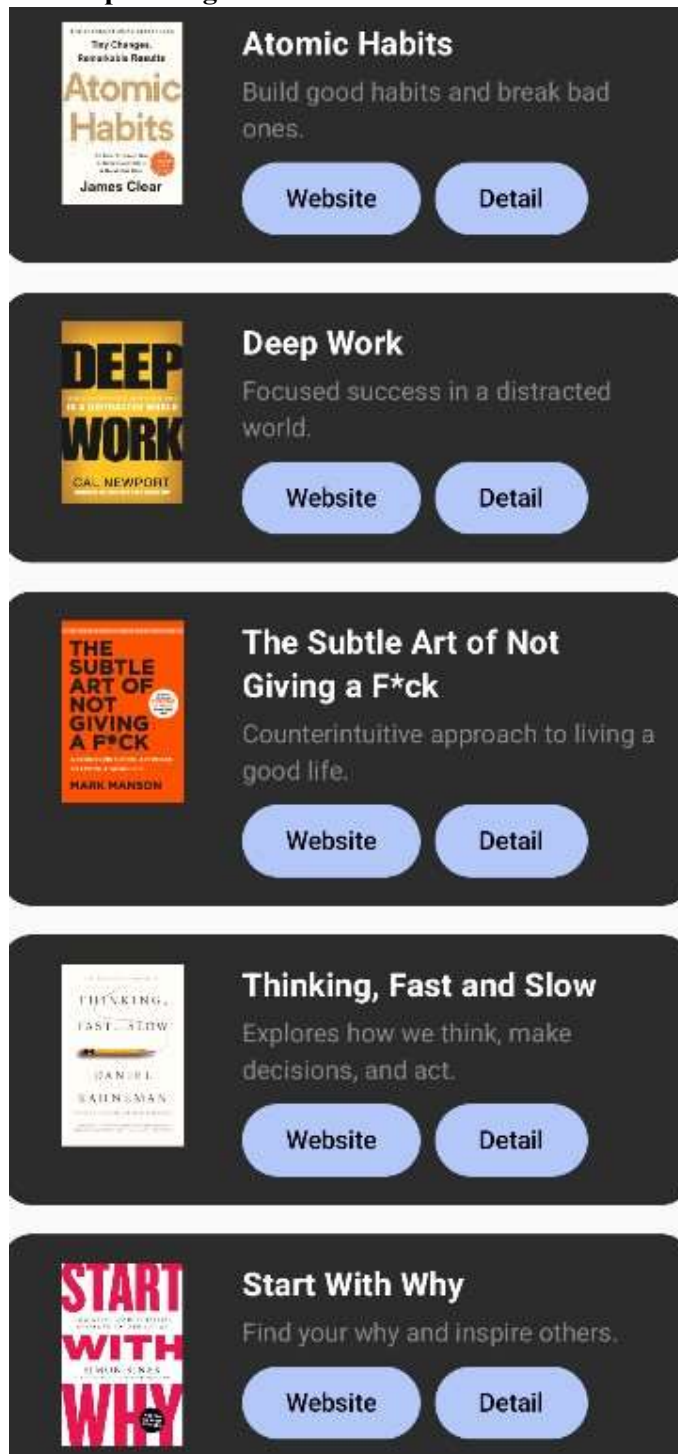 Tiny Changes,
Remarkable Results
Atomic
Habits
James Clear
Atomic Habits
Build good habits and break bad
ones.
Website Detail
DEEP
WORK
CAL NEWPORT
Deep Work
Focused success in a distracted
world.
Website Detail
THE
SUBTLE
ART OF
NOT
GIVING
A F*CK
MARK MANSON
The Subtle Art of Not
Giving a F*ck
Counterintuitive approach to living a
good life.
Website Detail
THINKING,
FAST SLOW
DANIEL
KAHNEMAN
Thinking, Fast and Slow
Explores how we think, make
decisions, and act.
Website Detail
START
WITH
SIMON SINEK
WHY
Start With Why
Find your why and inspire others.
Website Detail